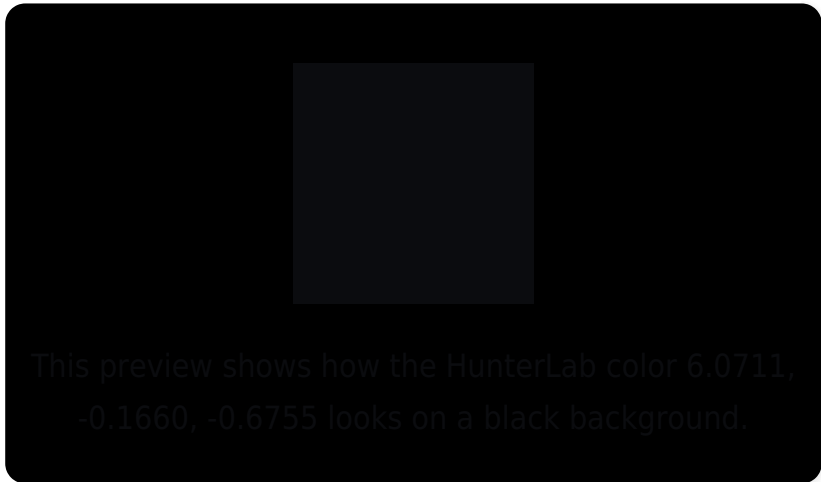 This preview shows how the HunterLab color 6.0711,
-0.1660, -0.6755 looks on a black background.